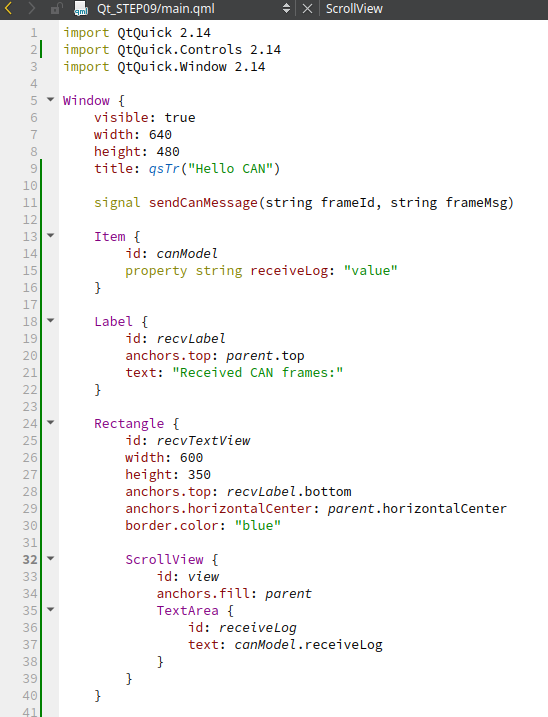 Qt_STEP09/main.qml ScrollView
1 import QtQuick 2.14
2 import QtQuick.Controls 2.14
3 import QtQuick.Window 2.14
4
5 Window {
6     visible: true
7     width: 640
8     height: 480
9     title: qsTr("Hello CAN")
10
11     signal sendCanMessage(string frameId, string frameMsg)
12
13     Item {
14         id: canModel
15         property string receiveLog: "value"
16     }
17
18     Label {
19         id: recvLabel
20         anchors.top: parent.top
21         text: "Received CAN frames:"
22     }
23
24     Rectangle {
25         id: recvTextView
26         width: 600
27         height: 350
28         anchors.top: recvLabel.bottom
29         anchors.horizontalCenter: parent.horizontalCenter
30         border.color: "blue"
31
32         ScrollView {
33             id: view
34             anchors.fill: parent
35             TextArea {
36                 id: receiveLog
37                 text: canModel.receiveLog
38             }
39         }
40     }
41